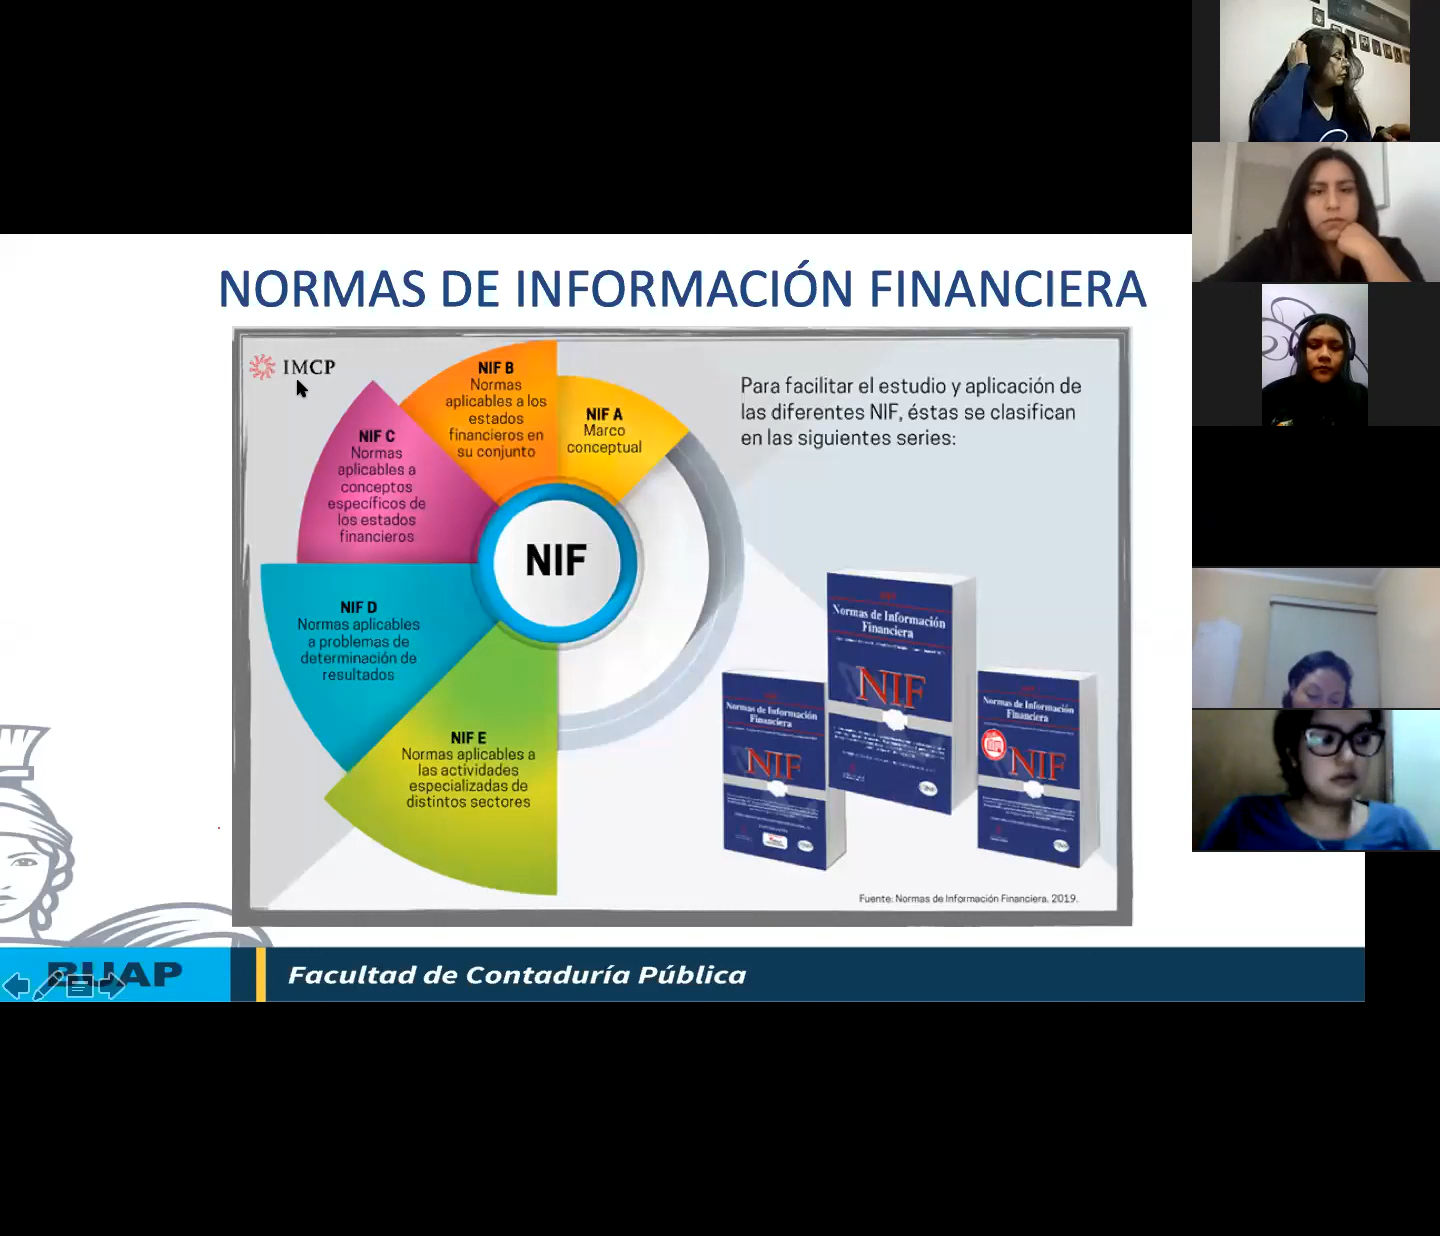 NORMAS DE INFORMACIÓN FINANCIERA
IMCP
NIF B
Normas
aplicables a los
estados
financieros en
su conjunto
NIF A
Marco
conceptual
NIF C
Normas
aplicables a
conceptos
específicos de
los estados
financieros
NIF
NIF D
Normas aplicables
a problemas de
determinación de
resultados
NIF E
Normas aplicables a
las actividades
especializadas de
distintos sectores
Para facilitar el estudio y aplicación de
las diferentes NIF, éstas se clasifican
en las siguientes series:
Normas de Información
Financiera
NIF
Normas de Información
Financiera
NIF
Normas de Información
Financiera
NIF
Fuente: Normas de Información Financiera. 2019.
BUAP
Facultad de Contaduría Pública